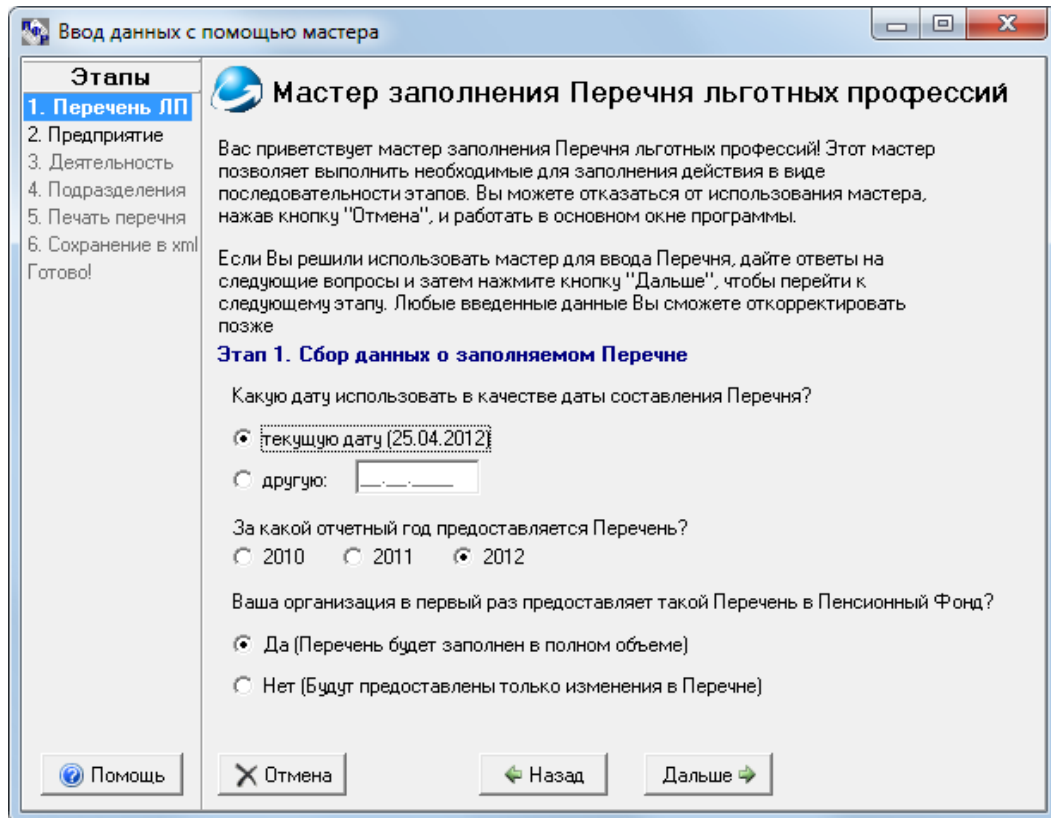 Ввод данных с помощью мастера
Этапы
1. Перечень ЛП
2. Предприятие
3. Деятельность
4. Подразделения
5. Печать перечня
6. Сохранение в xml
Готово!
Мастер заполнения Перечня льготных профессий
Вас приветствует мастер заполнения Перечня льготных профессий! Этот мастер
позволяет выполнить необходимые для заполнения действия в виде
последовательности этапов. Вы можете отказаться от использования мастера,
нажав кнопку "Отмена", и работать в основном окне программы.
Если Вы решили использовать мастер для ввода Перечня, дайте ответы на
следующие вопросы и затем нажмите кнопку "Дальше", чтобы перейти к
следующему этапу. Любые введенные данные Вы сможете откорректировать
позже
Этап 1. Сбор данных о заполняемом Перечне
Какую дату использовать в качестве даты составления Перечня?
текущую дату (25.04.2012)
другую: __.__.____
За какой отчетный год предоставляется Перечень?
2010 2011 2012
Ваша организация в первый раз предоставляет такой Перечень в Пенсионный Фонд?
Да (Перечень будет заполнен в полном объеме)
Нет (Будут предоставлены только изменения в Перечне)
Помощь Отмена Назад Дальше